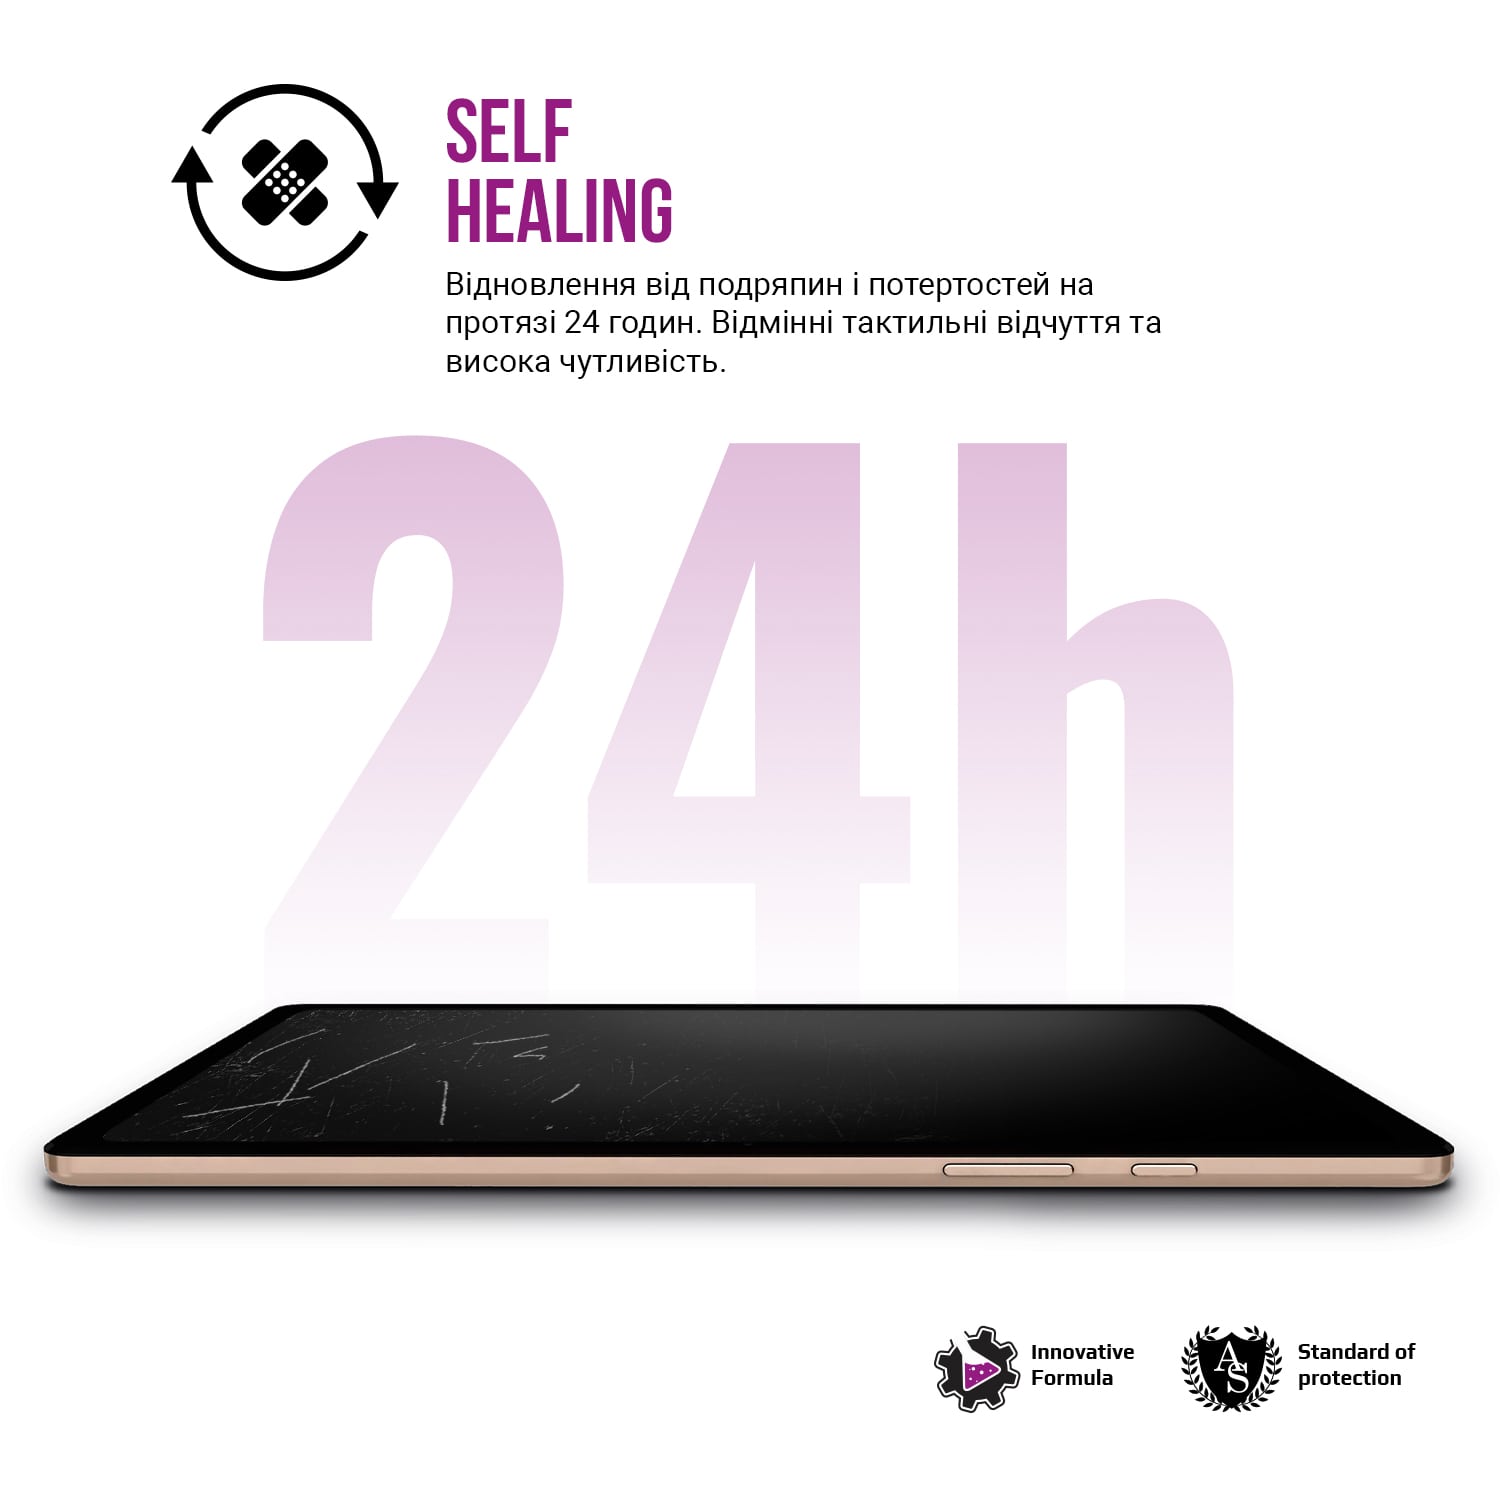 SELF
HEALING
Відновлення від подряпин і потертостей на
протязі 24 годин. Відмінні тактильні відчуття та
висока чутливість.
24h
Innovative
Formula
AS
Standard of
protection